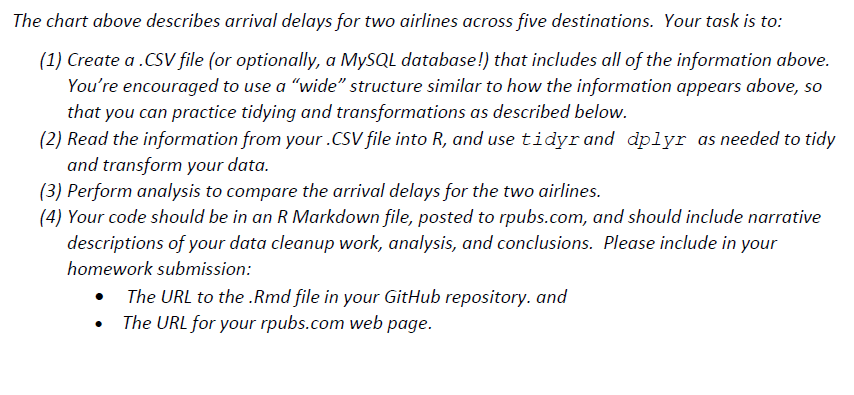 The chart above describes arrival delays for two airlines across five destinations.  Your task is to:
(1) Create a .CSV file (or optionally, a MySQL database!) that includes all of the information above.
You’re encouraged to use a “wide” structure similar to how the information appears above, so
that you can practice tidying and transformations as described below.
(2) Read the information from your .CSV file into R, and use tidyr and dplyr as needed to tidy
and transform your data.
(3) Perform analysis to compare the arrival delays for the two airlines.
(4) Your code should be in an R Markdown file, posted to rpubs.com, and should include narrative
descriptions of your data cleanup work, analysis, and conclusions.  Please include in your
homework submission:
• The URL to the .Rmd file in your GitHub repository. and
• The URL for your rpubs.com web page.